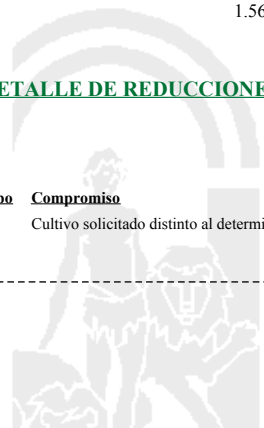 1.56
ETALLE DE REDUCCIONE
po Compromiso
Cultivo solicitado distinto al determi